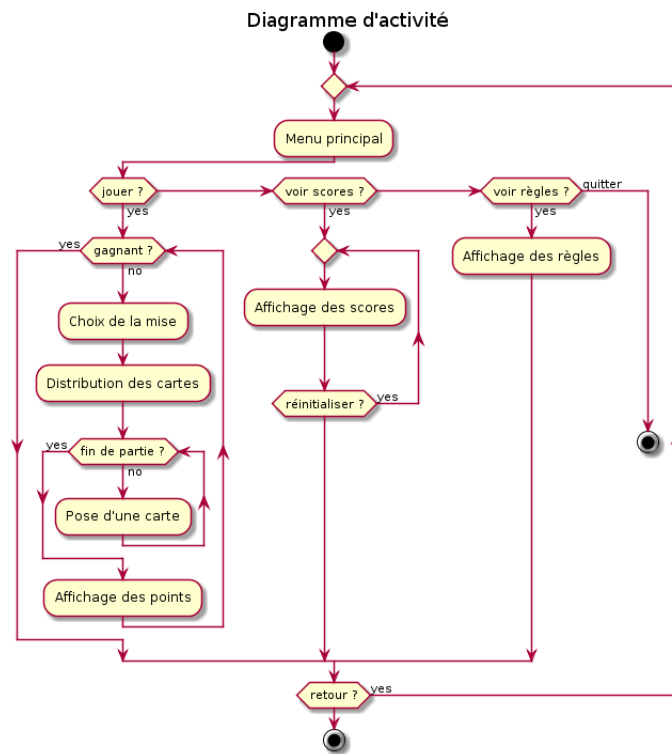 Diagramme d'activité
Menu principal
jouer ?
voir scores ?
voir règles ?
quitter
yes
yes
yes
yes
gagnant ?
no
Affichage des règles
Choix de la mise
Affichage des scores
Distribution des cartes
réinitialiser ?
yes
yes
fin de partie ?
no
Pose d'une carte
Affichage des points
retour ?
yes